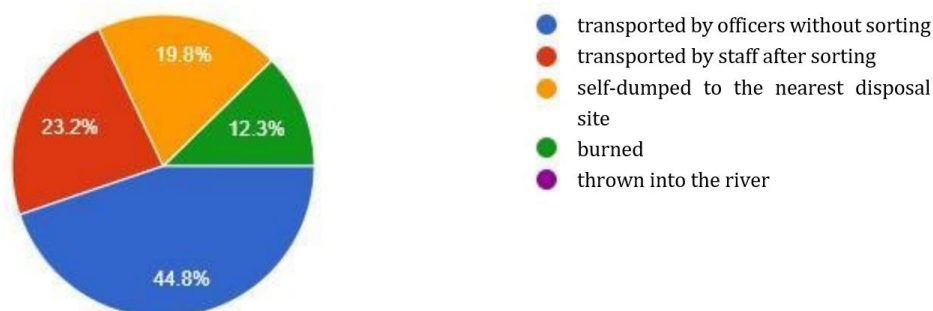 19.8%
23.2%
12.3%
44.8%
transported by officers without sorting
transported by staff after sorting
self-dumped to the nearest disposal
site
burned
thrown into the river